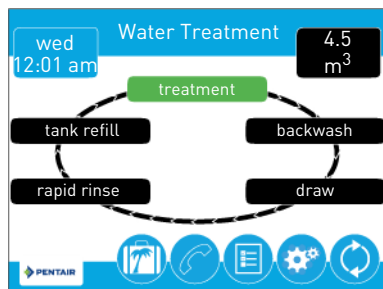 wed
12:01 am
Water Treatment
4.5
m³
treatment
tank refill
backwash
rapid rinse
draw
PENTAIR